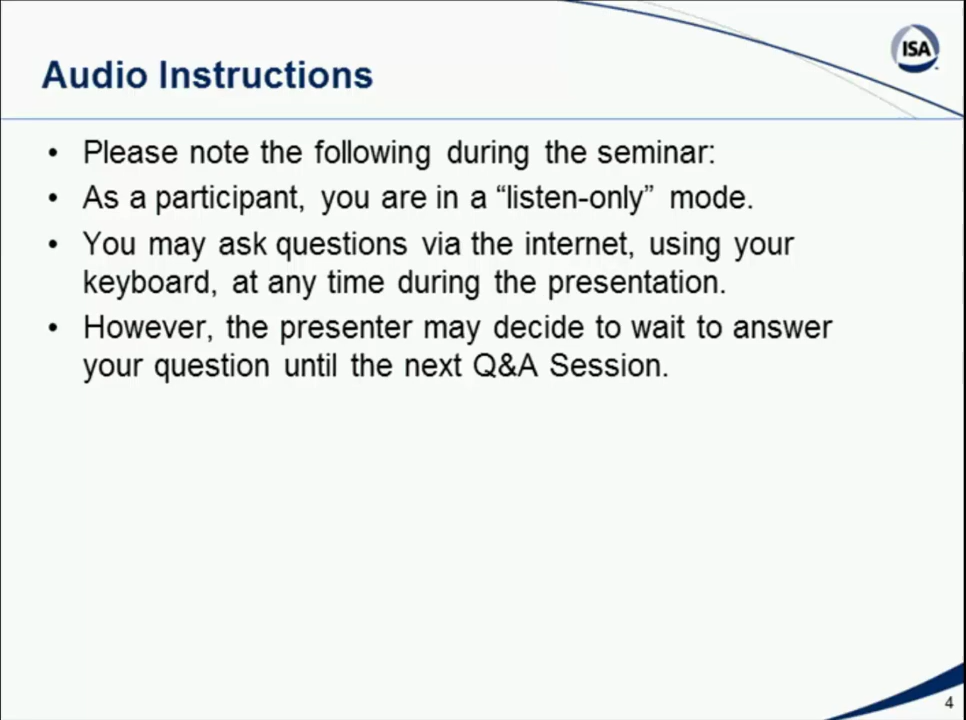 ISA
Audio Instructions
• Please note the following during the seminar:
• As a participant, you are in a “listen-only” mode.
• You may ask questions via the internet, using your
keyboard, at any time during the presentation.
• However, the presenter may decide to wait to answer
your question until the next Q&A Session.
4